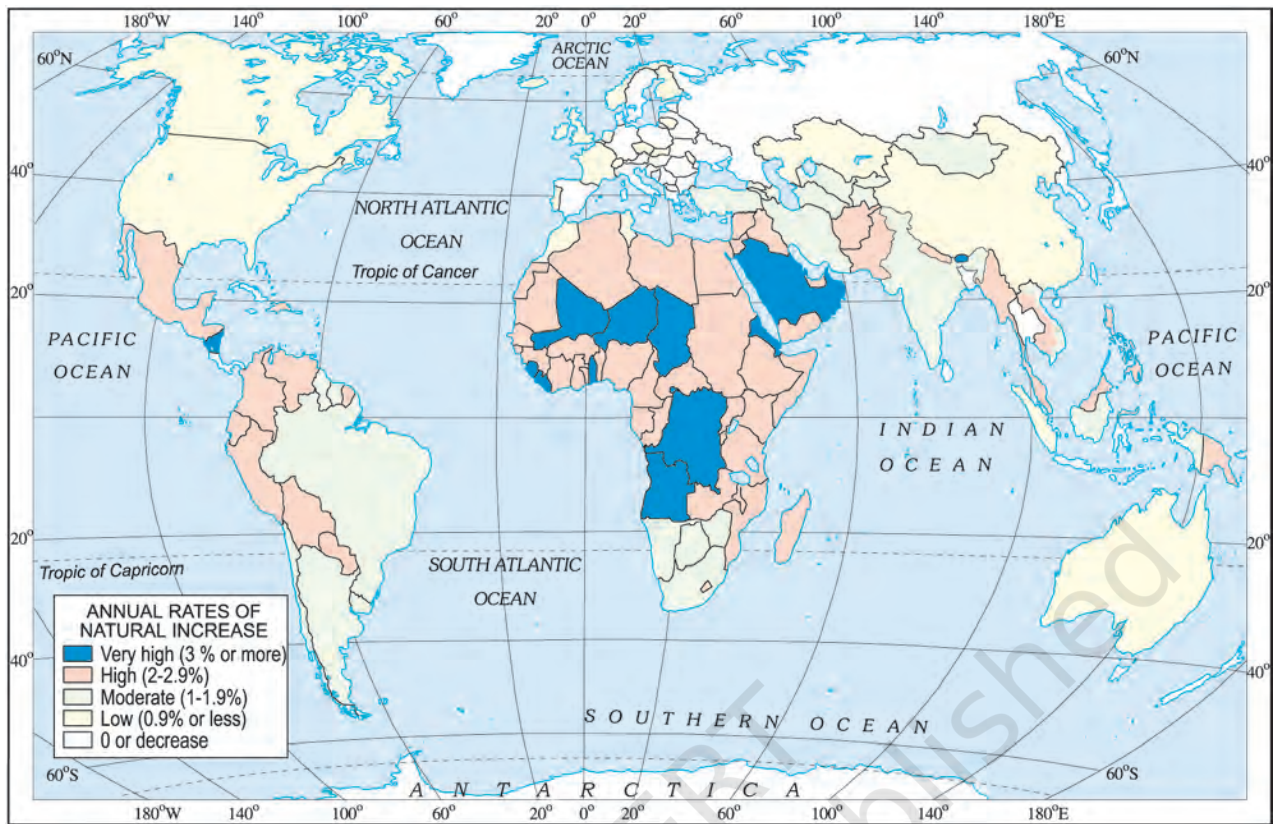 180°W 140° 100° 20° 0° 20° 60° 100° 140° 180°E
ARCTIC
OCEAN
60°N
60°N
40°
40°
NORTH ATLANTIC
OCEAN
Tropic of Cancer
20°
20°
PACIFIC
OCEAN
PACIFIC
OCEAN
INDIAN
OCEAN
20°
20°
Tropic of Capricorn
SOUTH ATLANTIC
OCEAN
ANNUAL RATES OF
NATURAL INCREASE
Very high (3 % or more)
High (2-2.9%)
Moderate (1-1.9%)
Low (0.9% or less)
0 or decrease
40°
40°
SOUTHERN OCEAN
60°S
60°S
ANTARCTICA
180°W 140° 100° 60° 20° 0° 20° 60° 100° 140° 180°E